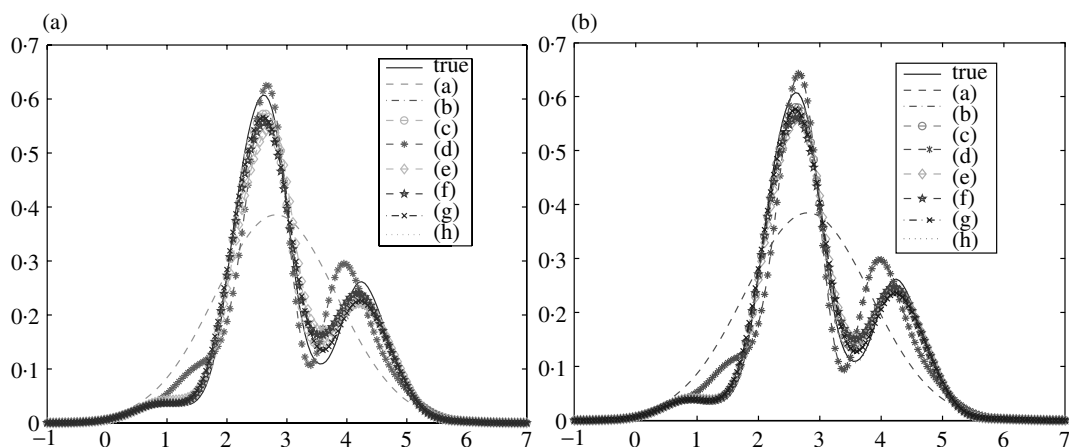 (a)
0·7
0·6
0·5
0·4
0·3
0·2
0·1
0
−1 0 1 2 3 4 5 6 7
true
(a)
(b)
(c)
(d)
(e)
(f)
(g)
(h)
(b)
0·7
0·6
0·5
0·4
0·3
0·2
0·1
0
−1 0 1 2 3 4 5 6 7
true
(a)
(b)
(c)
(d)
(e)
(f)
(g)
(h)